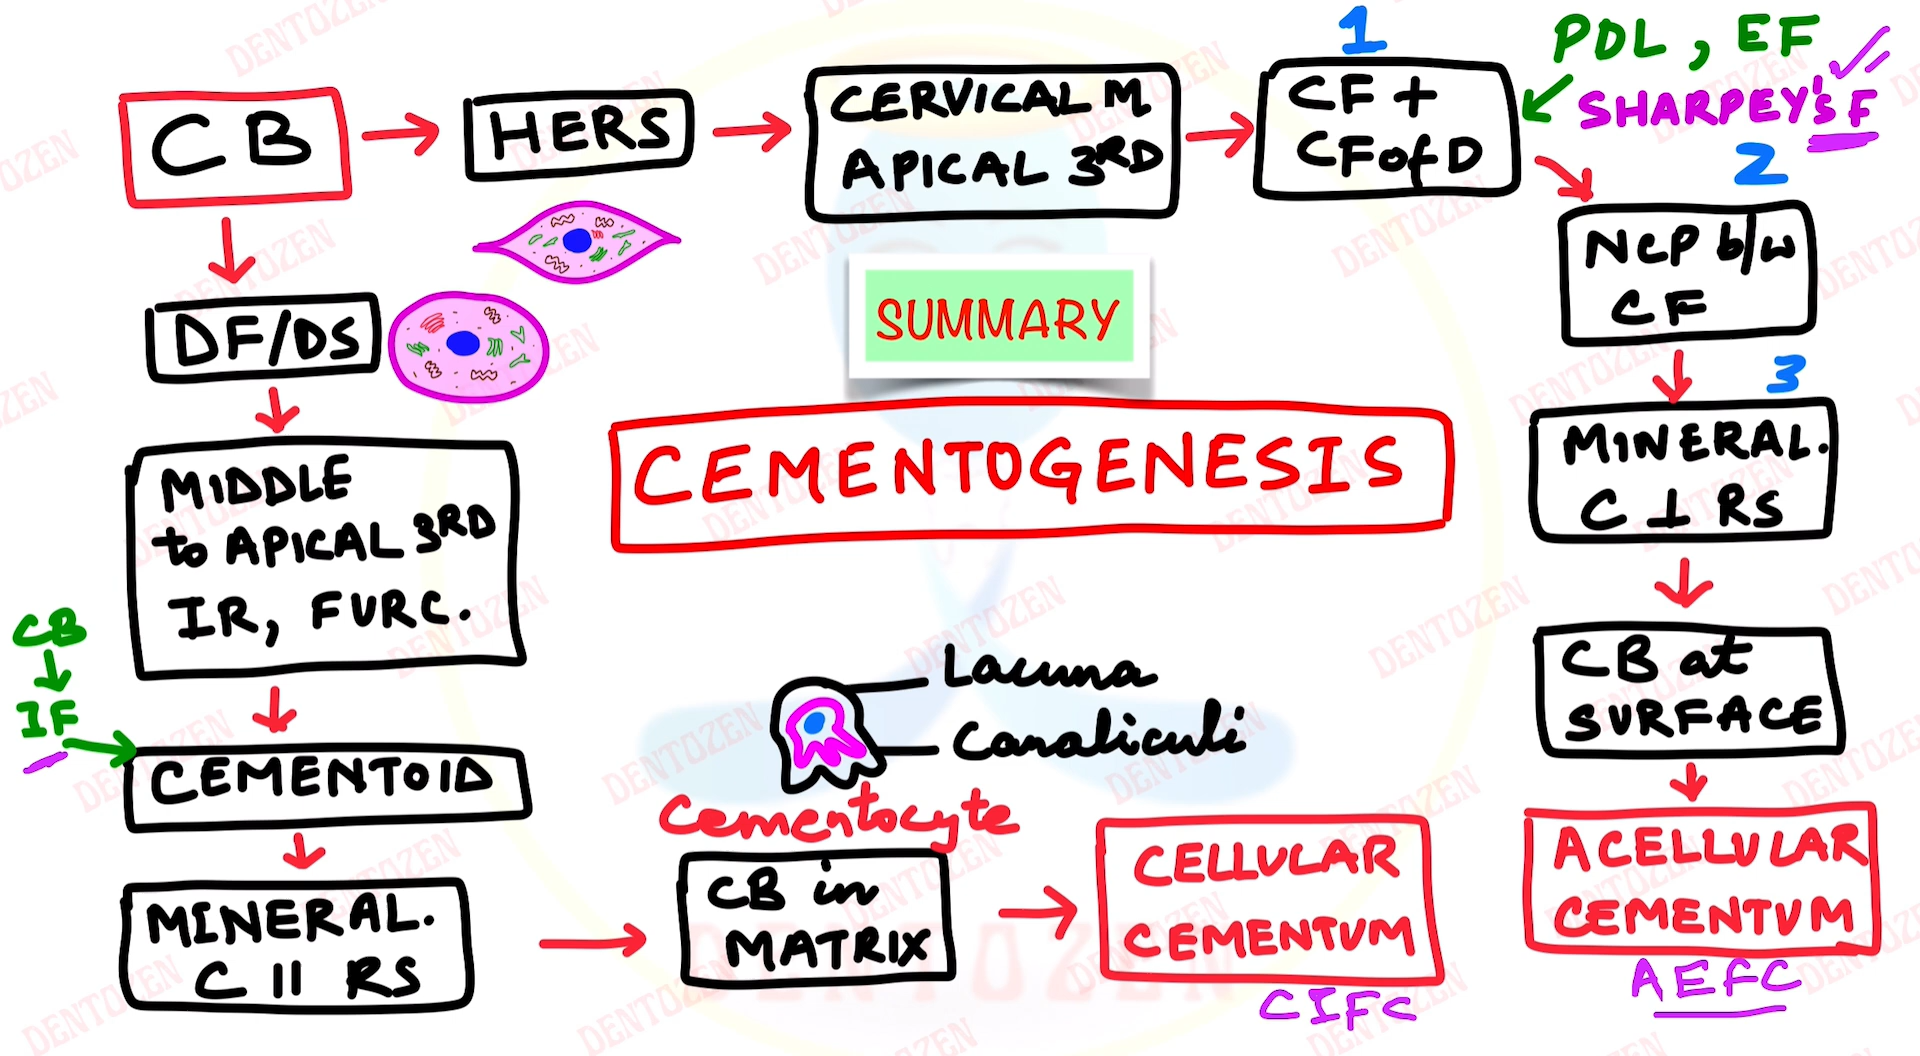 CB
HERS
CERVICAL M
APICAL 3RD
1
CF +
CF of D
PDL, EF
SHARPEY'S F
2
NCP b/w
CF
3
MINERAL.
C ⊥ RS
CB at
SURFACE
ACELLULAR
CEMENTUM
AEFC
DF/DS
MIDDLE
to APICAL 3RD
IR, FURC.
CB
IF
CEMENTOID
MINERAL.
C || RS
CB in
MATRIX
CELLULAR
CEMENTUM
CIFC
SUMMARY
CEMENTOGENESIS
Lacuna
Canaliculi
Cementocyte
DENTOZEN